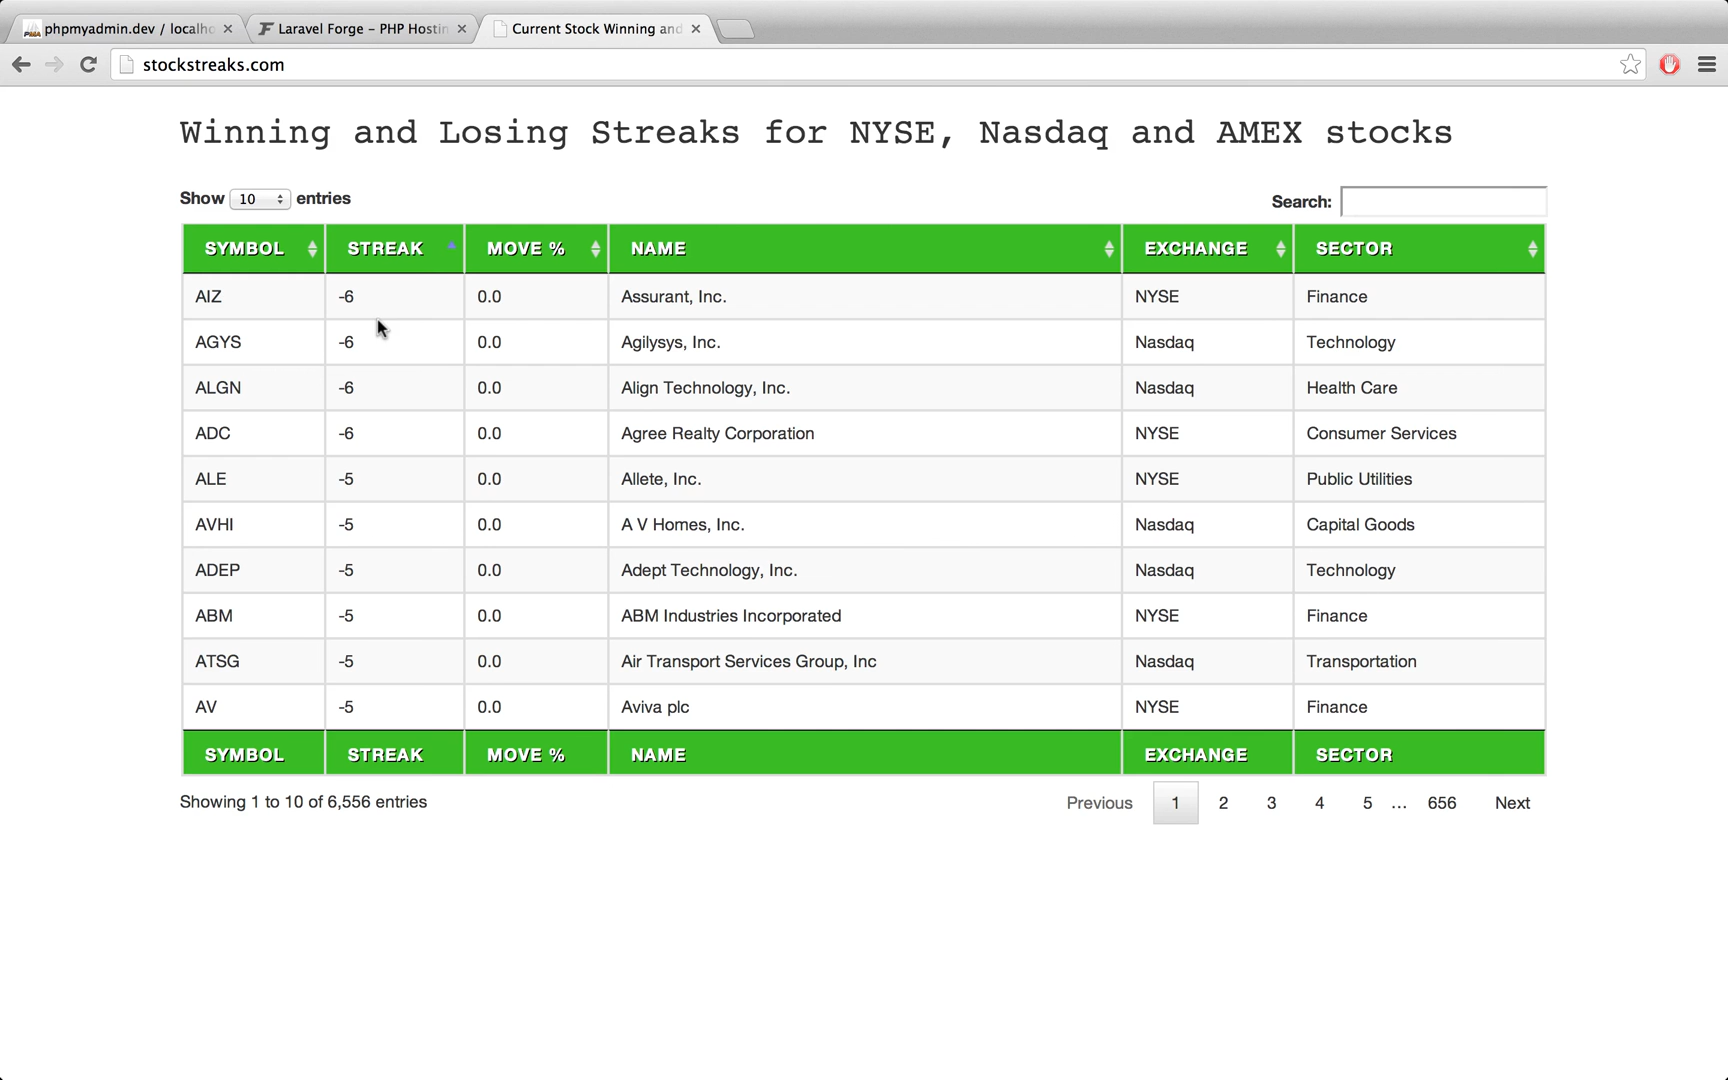 phpmyadmin.dev / localho
Laravel Forge – PHP Hostin
Current Stock Winning and
stockstreaks.com
Winning and Losing Streaks for NYSE, Nasdaq and AMEX stocks
Show 10 entries Search:
SYMBOL STREAK MOVE % NAME EXCHANGE SECTOR
AIZ -6 0.0 Assurant, Inc. NYSE Finance
AGYS -6 0.0 Agilysys, Inc. Nasdaq Technology
ALGN -6 0.0 Align Technology, Inc. Nasdaq Health Care
ADC -6 0.0 Agree Realty Corporation NYSE Consumer Services
ALE -5 0.0 Allete, Inc. NYSE Public Utilities
AVHI -5 0.0 A V Homes, Inc. Nasdaq Capital Goods
ADEP -5 0.0 Adept Technology, Inc. Nasdaq Technology
ABM -5 0.0 ABM Industries Incorporated NYSE Finance
ATSG -5 0.0 Air Transport Services Group, Inc Nasdaq Transportation
AV -5 0.0 Aviva plc NYSE Finance
SYMBOL STREAK MOVE % NAME EXCHANGE SECTOR
Showing 1 to 10 of 6,556 entries Previous 1 2 3 4 5 … 656 Next